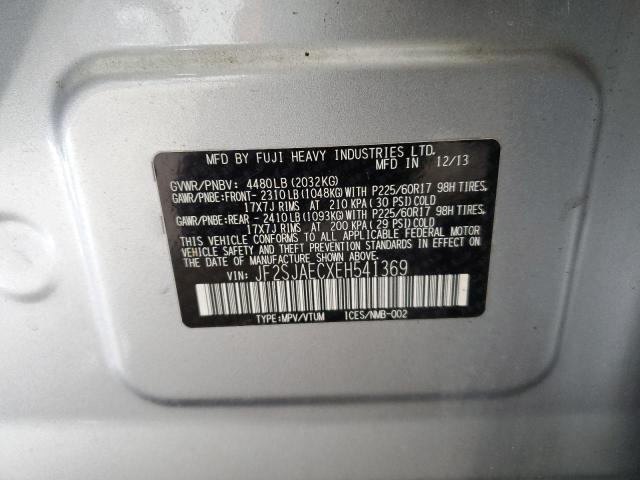 MFD BY FUJI HEAVY INDUSTRIES LTD.
MFD IN 12/13
GVWR/PNBV: 4480LB (2032KG)
GAWR/PNBE: FRONT- 2310LB (1048KG) WITH P225/60R17 98H TIRES,
17X7J RIMS AT 210 KPA ( 30 PSI) COLD
GAWR/PNBE: REAR - 2410LB (1093KG) WITH P225/60R17 98H TIRES,
17X7J RIMS AT 200 KPA ( 29 PSI) COLD
THIS VEHICLE CONFORMS TO ALL APPLICABLE FEDERAL MOTOR
VEHICLE SAFETY AND THEFT PREVENTION STANDARDS IN EFFECT ON
THE DATE OF MANUFACTURE SHOWN ABOVE.
VIN: JF2SJAECXEH541369
TYPE: MPV/VTUM ICES/NMB-002